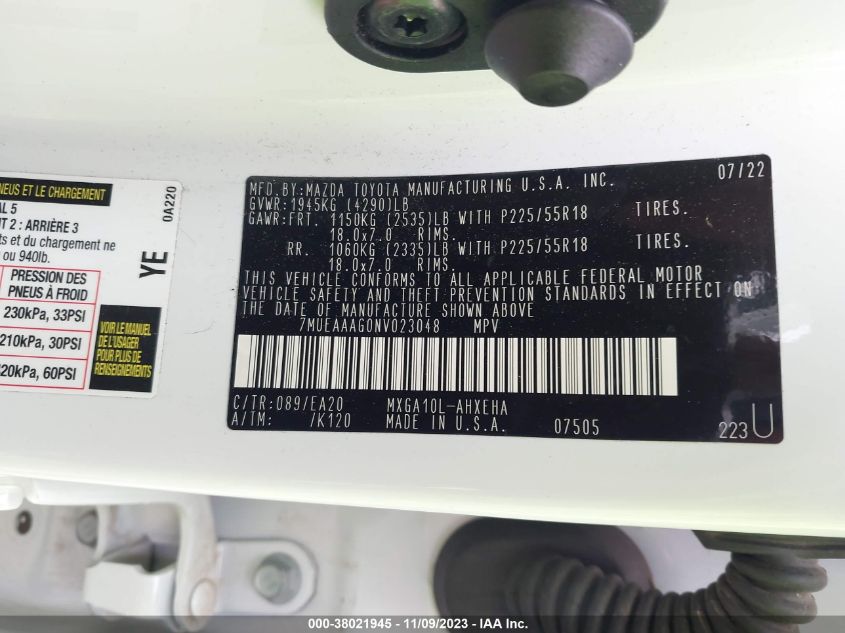 NEUS ET LE CHARGEMENT
AL 5
NT 2 : ARRIÈRE 3
ts et du chargement ne
ou 940lb.
PRESSION DES
PNEUS À FROID
230kPa, 33PSI
210kPa, 30PSI
420kPa, 60PSI
VOIR LE MANUEL
DE L'USAGER
POUR PLUS DE
RENSEIGNEMENTS
0A220
YE
MFD.BY:MAZDA TOYOTA MANUFACTURING U.S.A. INC. 07/22
GVWR:1945KG (4290)LB
GAWR:FRT. 1150KG (2535)LB WITH P225/55R18 TIRES.
18.0x7.0 RIMS.
RR. 1060KG (2335)LB WITH P225/55R18 TIRES.
18.0x7.0 RIMS.
THIS VEHICLE CONFORMS TO ALL APPLICABLE FEDERAL MOTOR
VEHICLE SAFETY AND THEFT PREVENTION STANDARDS IN EFFECT ON
THE DATE OF MANUFACTURE SHOWN ABOVE
7MUEAAAG0NV023048 MPV
C/TR:089/EA20 MXGA10L-AHXEHA
A/TM: /K120 MADE IN U.S.A. 07505
223U
000-38021945 - 11/09/2023 - IAA Inc.